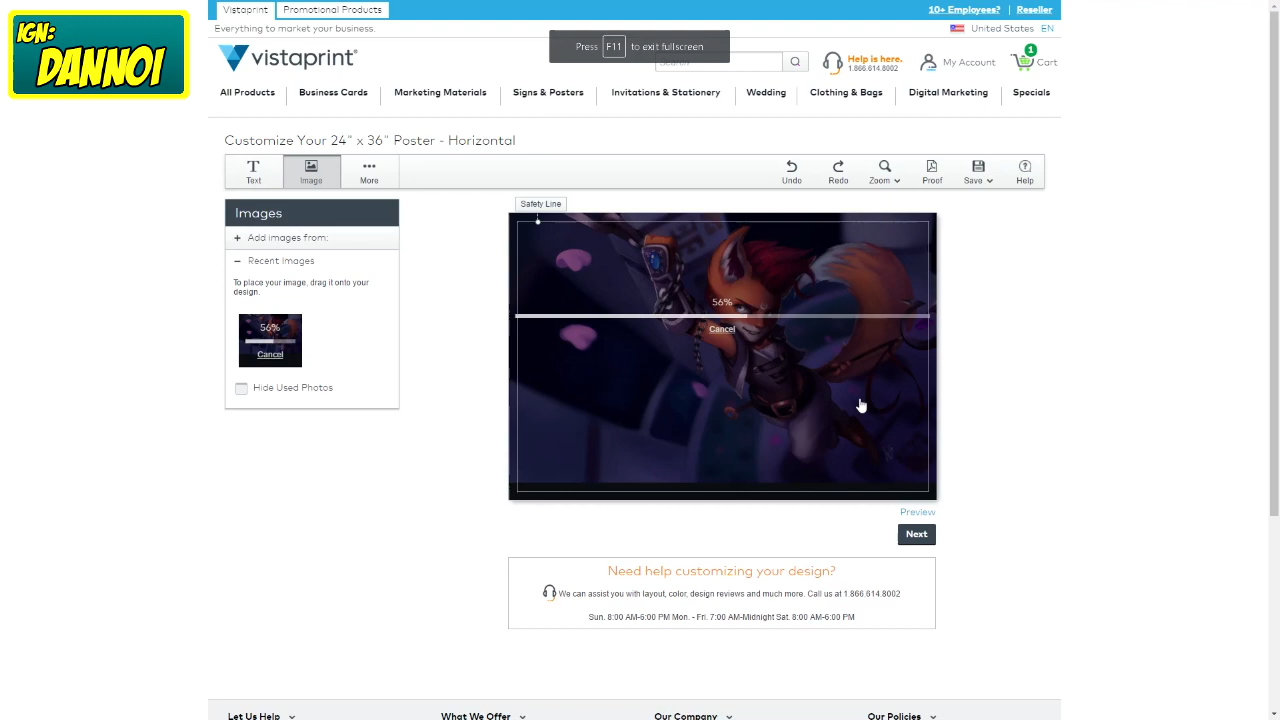 IGN:
DANNOI
Vistaprint
Promotional Products
10+ Employees?
Reseller
Everything to market your business.
United States
EN
Press F11 to exit fullscreen
vistaprint
Search
Help is here.
1.866.614.8002
My Account
1
Cart
All Products
Business Cards
Marketing Materials
Signs & Posters
Invitations & Stationery
Wedding
Clothing & Bags
Digital Marketing
Specials
Customize Your 24" x 36" Poster - Horizontal
Text
Image
More
Undo
Redo
Zoom
Proof
Save
Help
Images
Safety Line
+ Add images from:
− Recent Images
To place your image, drag it onto your
design.
56%
Cancel
Hide Used Photos
56%
Cancel
Preview
Next
Need help customizing your design?
We can assist you with layout, color, design reviews and much more. Call us at 1.866.614.8002
Sun. 8:00 AM-6:00 PM Mon. - Fri. 7:00 AM-Midnight Sat. 8:00 AM-6:00 PM
Let Us Help
What We Offer
Our Company
Our Policies